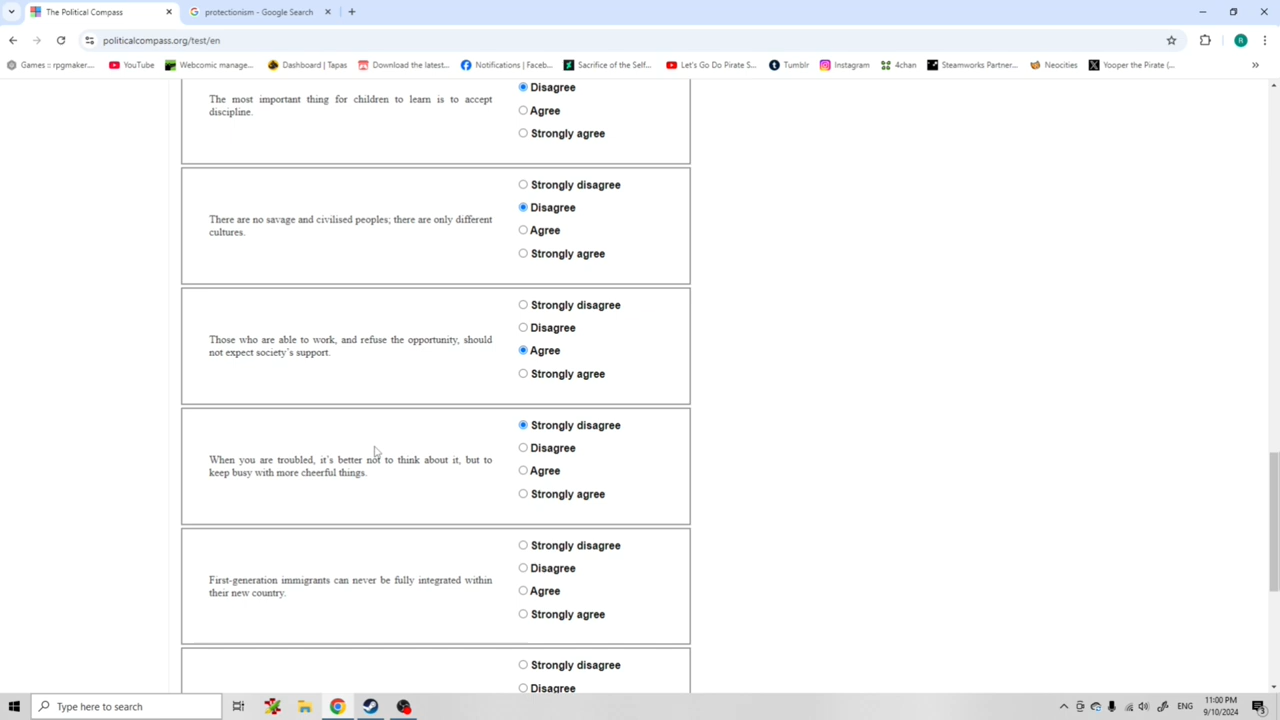 The Political Compass
protectionism - Google Search
politicalcompass.org/test/en
Games :: rpgmaker....
YouTube
Webcomic manage...
Dashboard | Tapas
Download the latest...
Notifications | Faceb...
Sacrifice of the Self...
Let's Go Do Pirate S...
Tumblr
Instagram
4chan
Steamworks Partner...
Neocities
Yooper the Pirate (...
The most important thing for children to learn is to accept
discipline.
Disagree
Agree
Strongly agree
There are no savage and civilised peoples; there are only different
cultures.
Strongly disagree
Disagree
Agree
Strongly agree
Those who are able to work, and refuse the opportunity, should
not expect society's support.
Strongly disagree
Disagree
Agree
Strongly agree
When you are troubled, it's better not to think about it, but to
keep busy with more cheerful things.
Strongly disagree
Disagree
Agree
Strongly agree
First-generation immigrants can never be fully integrated within
their new country.
Strongly disagree
Disagree
Agree
Strongly agree
Strongly disagree
Disagree
Type here to search
ENG
11:00 PM
9/10/2024